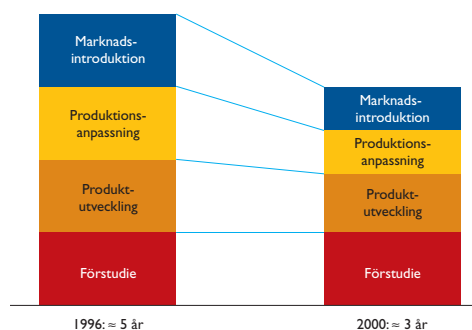 Marknads-
introduktion
Produktions-
anpassning
Produkt-
utveckling
Förstudie
Marknads-
introduktion
Produktions-
anpassning
Produkt-
utveckling
Förstudie
1996: ≈ 5 år
2000: ≈ 3 år